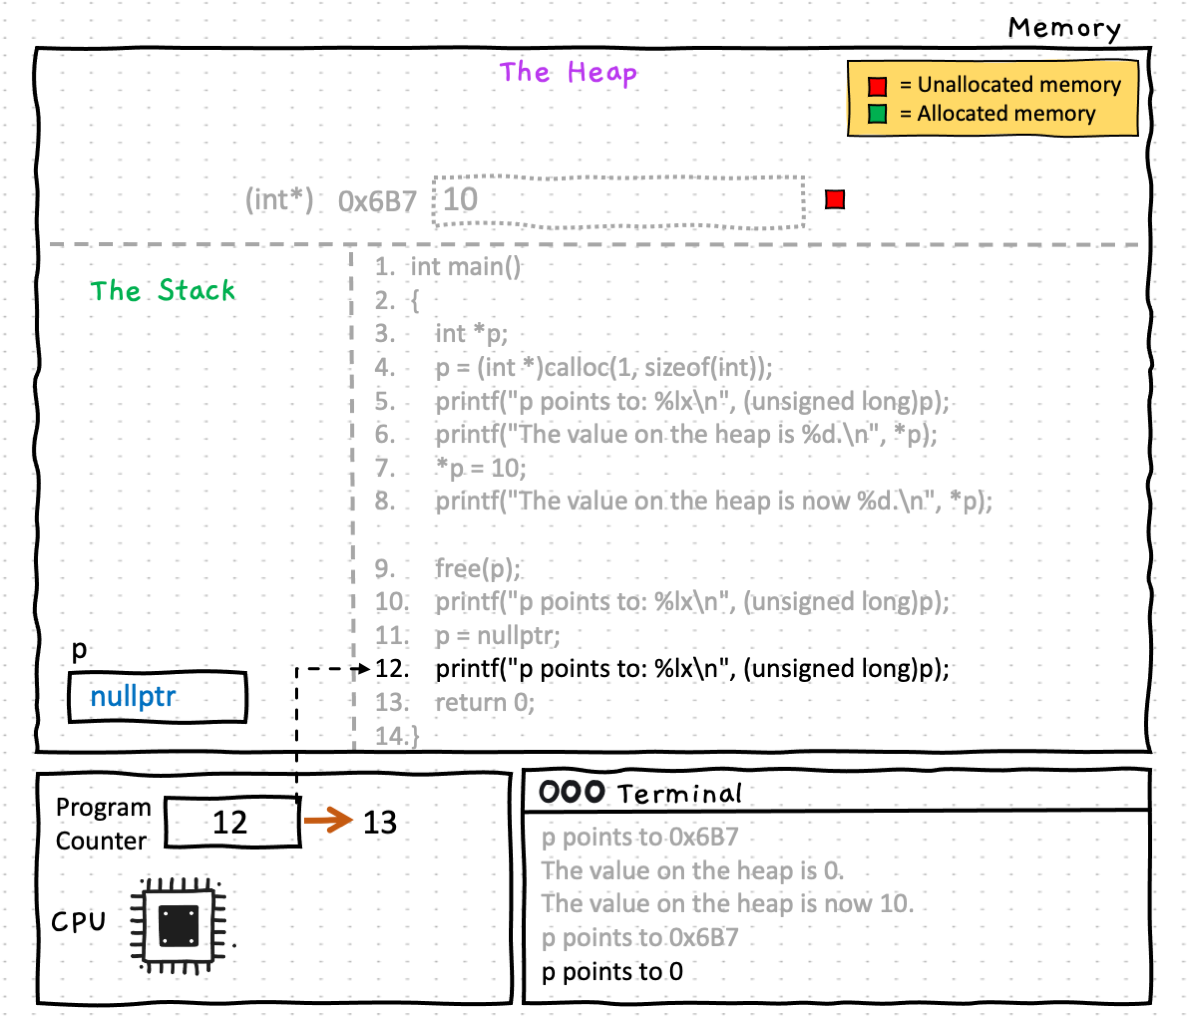 Memory
The Heap
= Unallocated memory
= Allocated memory
(int*) 0x6B7 10
The Stack
1. int main()
2. {
3. int *p;
4. p = (int *)calloc(1, sizeof(int));
5. printf("p points to: %lx\n", (unsigned long)p);
6. printf("The value on the heap is %d.\n", *p);
7. *p = 10;
8. printf("The value on the heap is now %d.\n", *p);
9. free(p);
10. printf("p points to: %lx\n", (unsigned long)p);
11. p = nullptr;
12. printf("p points to: %lx\n", (unsigned long)p);
13. return 0;
14.}
p
nullptr
Program
Counter
12
13
CPU
Terminal
p points to 0x6B7
The value on the heap is 0.
The value on the heap is now 10.
p points to 0x6B7
p points to 0